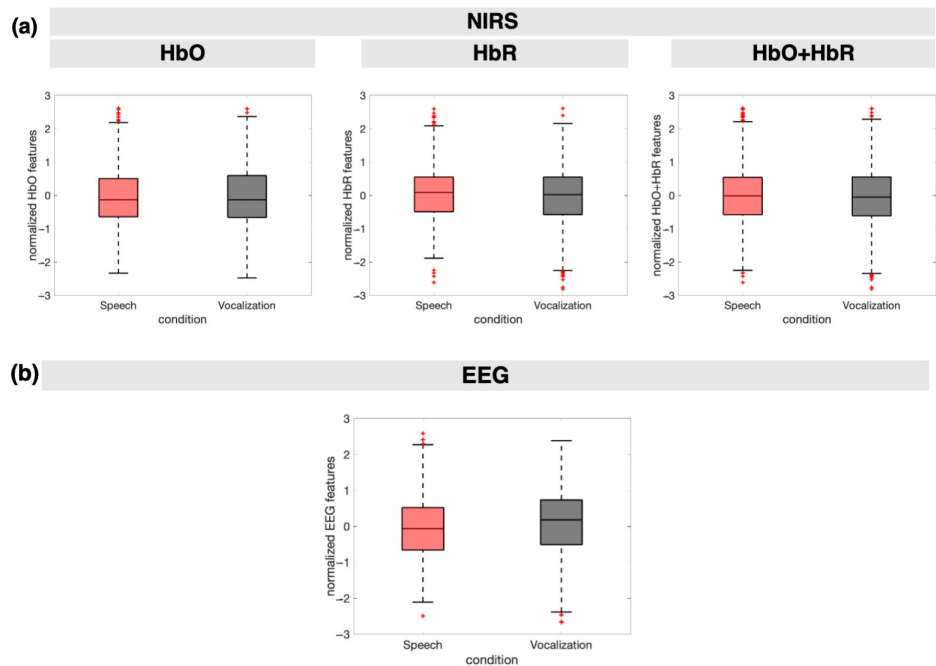 (a)
NIRS
HbO
HbR
HbO+HbR
normalized HbO features
3
2
1
0
−1
−2
−3
Speech
Vocalization
condition
normalized HbR features
3
2
1
0
−1
−2
−3
Speech
Vocalization
condition
normalized HbO+HbR features
3
2
1
0
−1
−2
−3
Speech
Vocalization
condition
(b)
EEG
normalized EEG features
3
2
1
0
−1
−2
−3
Speech
Vocalization
condition